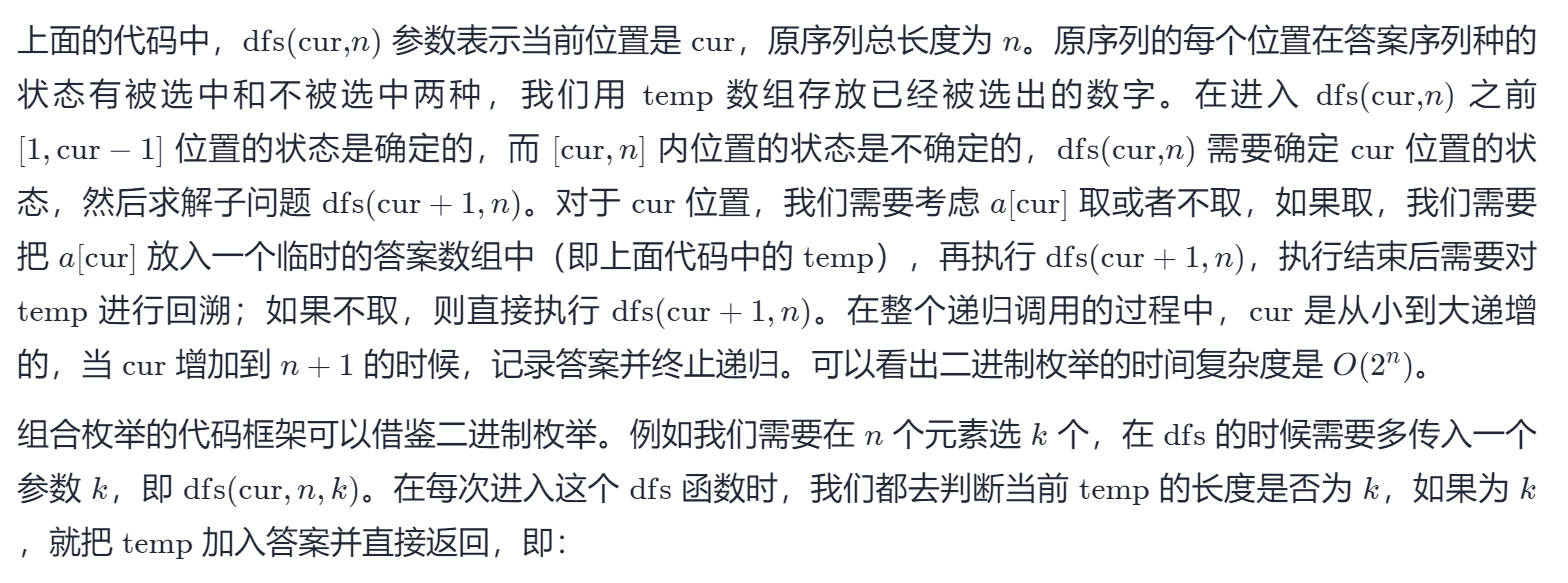 上面的代码中，dfs(cur,n) 参数表示当前位置是 cur，原序列总长度为 n。原序列的每个位置在答案序列种的
状态有被选中和不被选中两种，我们用 temp 数组存放已经被选出的数字。在进入 dfs(cur,n) 之前
[1, cur − 1] 位置的状态是确定的，而 [cur, n] 内位置的状态是不确定的，dfs(cur,n) 需要确定 cur 位置的状
态，然后求解子问题 dfs(cur + 1, n)。对于 cur 位置，我们需要考虑 a[cur] 取或者不取，如果取，我们需要
把 a[cur] 放入一个临时的答案数组中（即上面代码中的 temp），再执行 dfs(cur + 1, n)，执行结束后需要对
temp 进行回溯；如果不取，则直接执行 dfs(cur + 1, n)。在整个递归调用的过程中，cur 是从小到大递增
的，当 cur 增加到 n + 1 的时候，记录答案并终止递归。可以看出二进制枚举的时间复杂度是 O(2ⁿ)。
组合枚举的代码框架可以借鉴二进制枚举。例如我们需要在 n 个元素选 k 个，在 dfs 的时候需要多传入一个
参数 k，即 dfs(cur, n, k)。在每次进入这个 dfs 函数时，我们都去判断当前 temp 的长度是否为 k，如果为 k
，就把 temp 加入答案并直接返回，即：